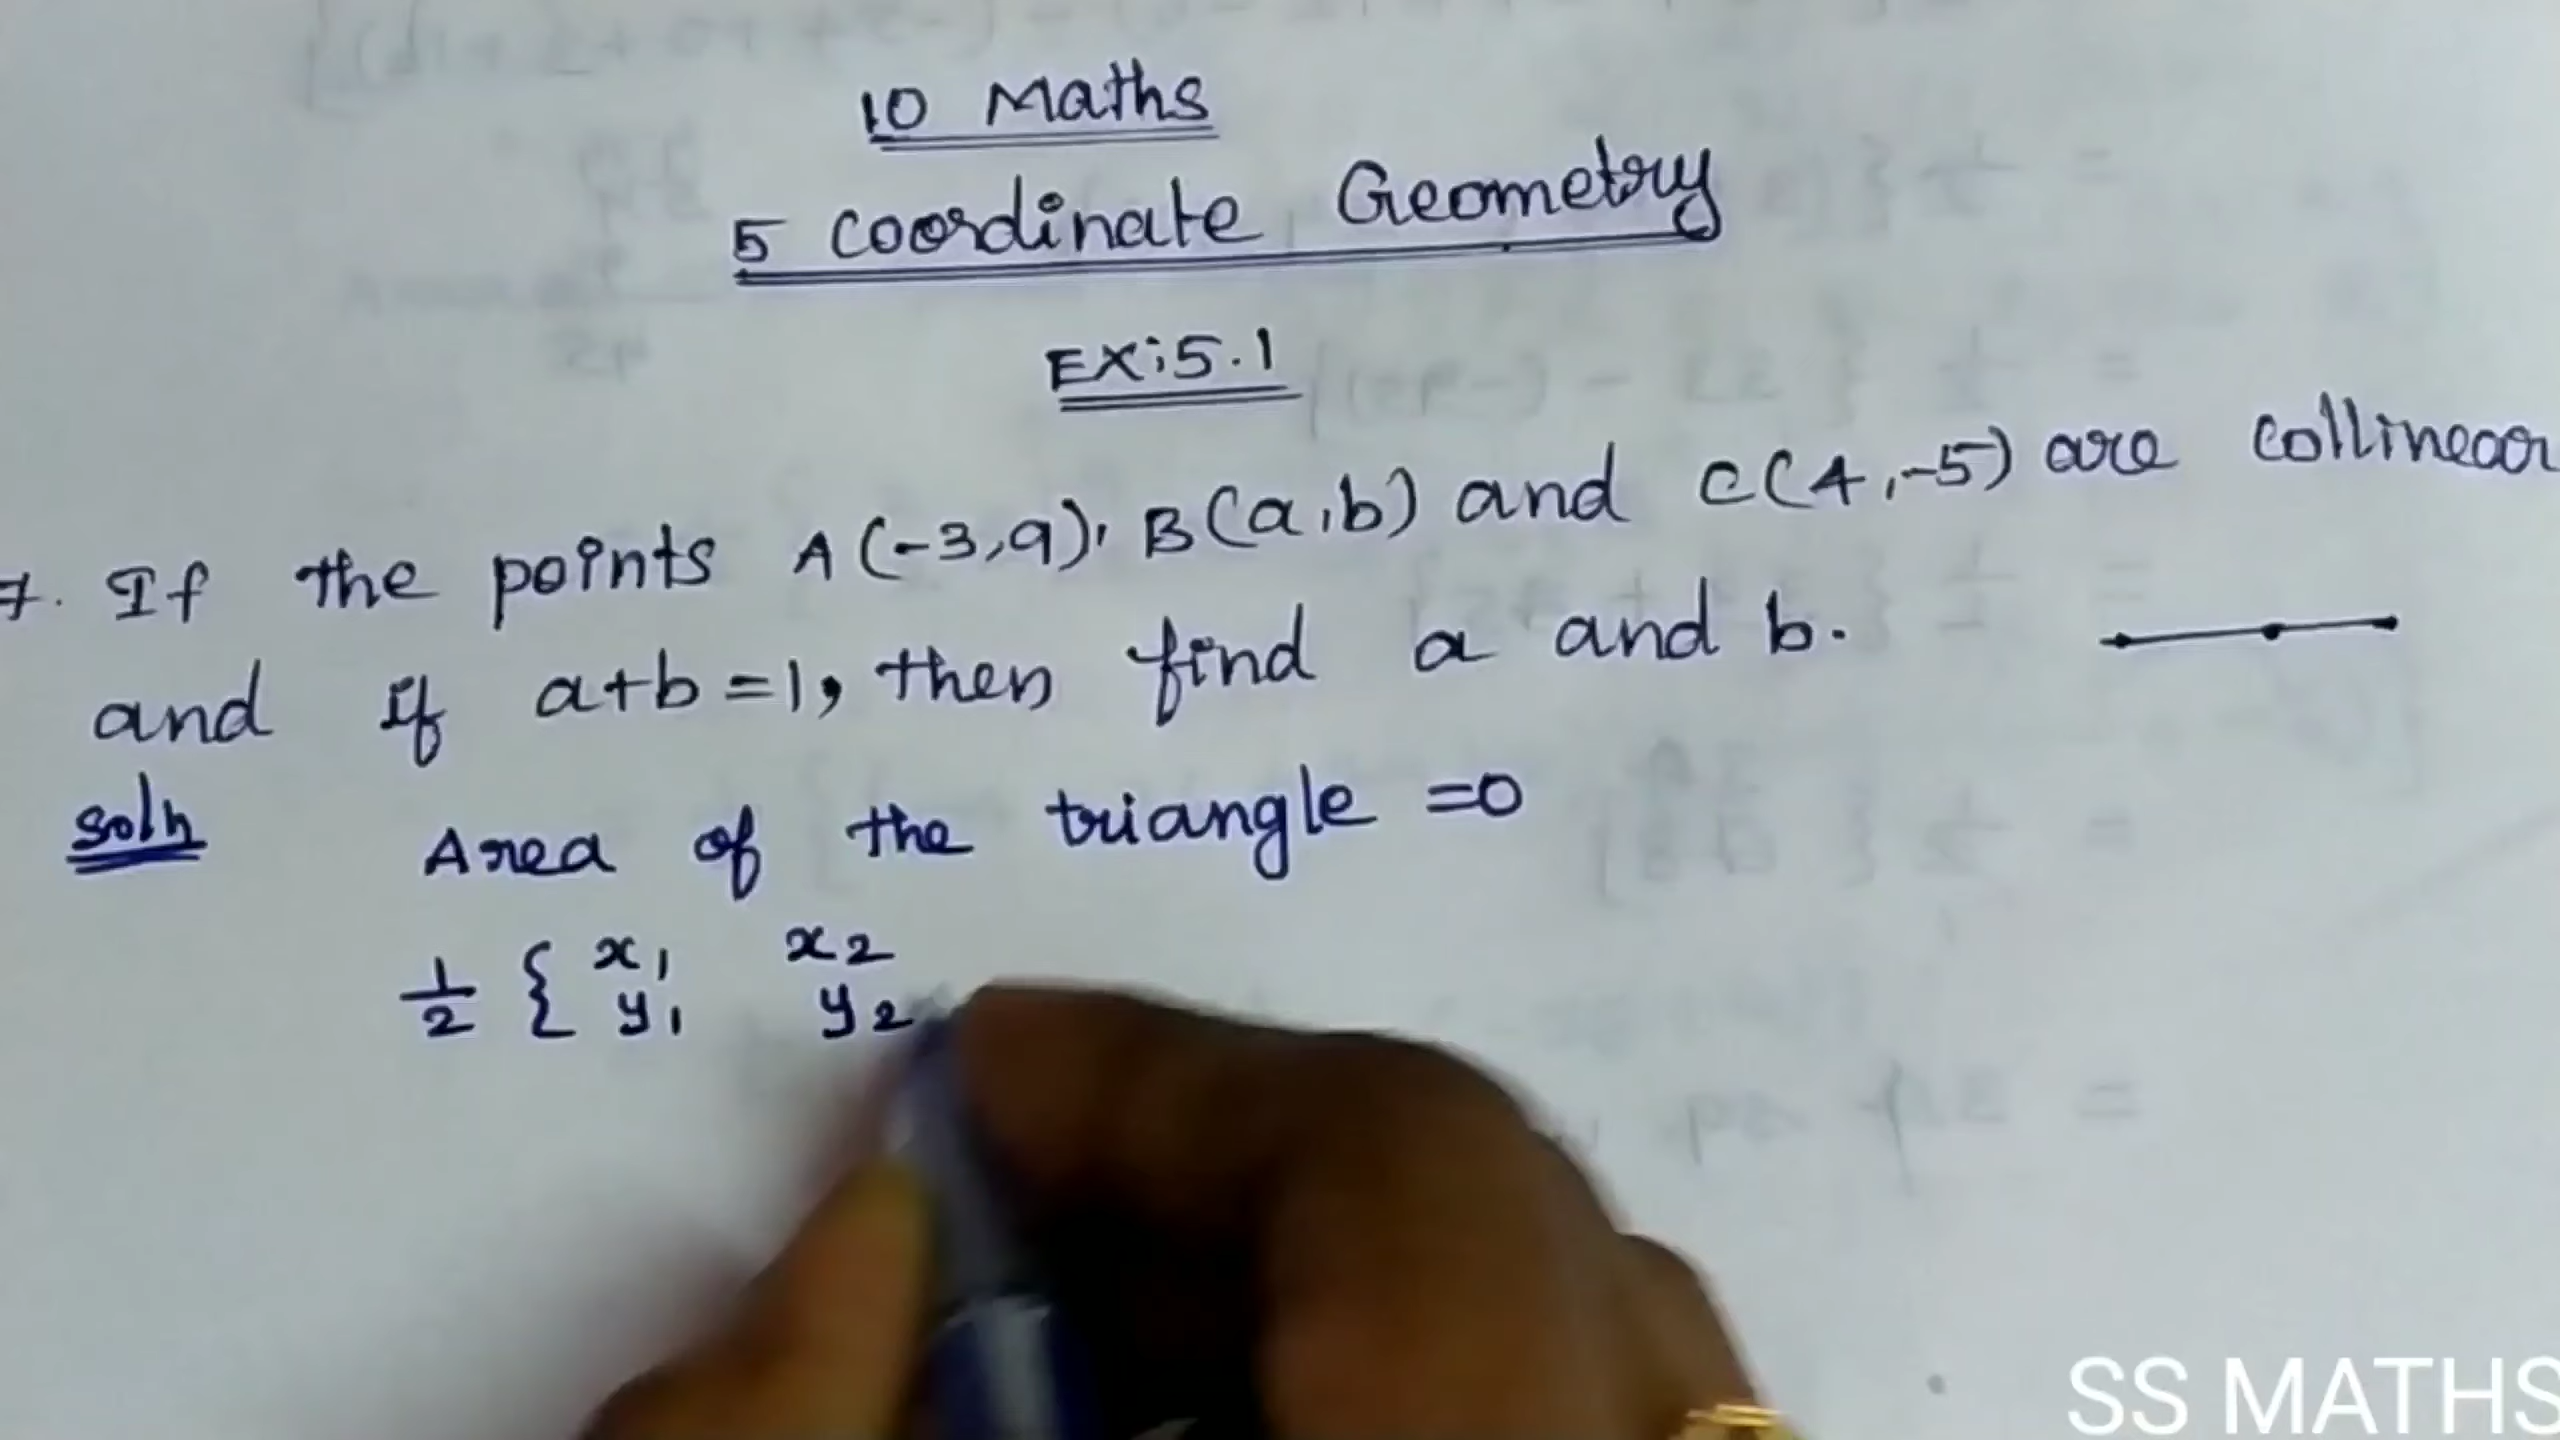 10 Maths
5 Coordinate Geometry
EX:5.1
7. If the points A(-3,9), B(a,b) and C(4,-5) are collinear
and if a+b=1, then find a and b.
Soln Area of the triangle =0
1/2 { x1 x2
y1 y2
SS MATHS